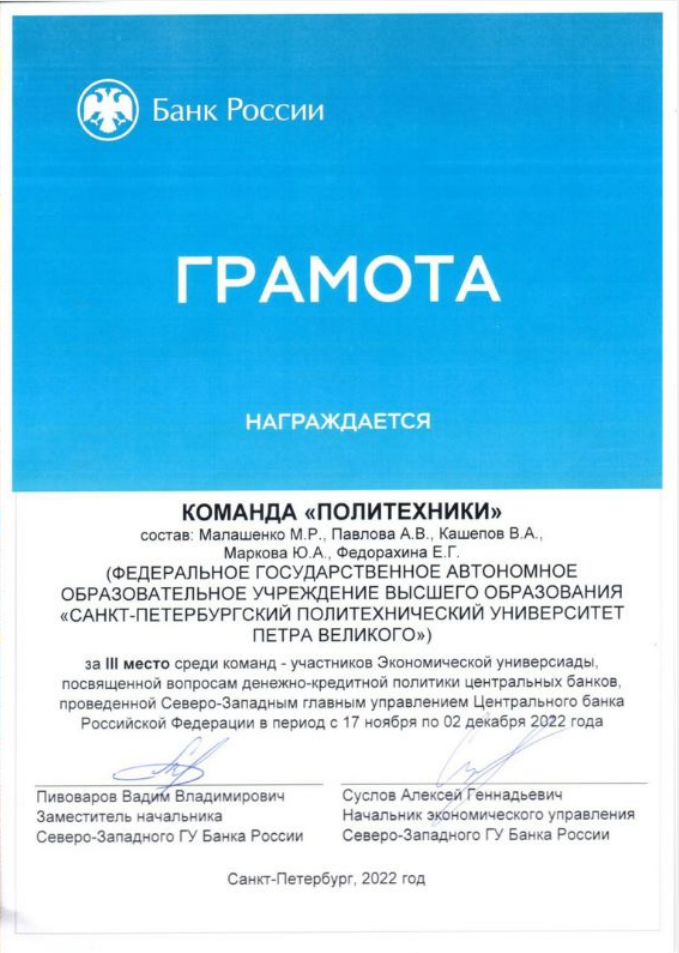 Банк России
ГРАМОТА
НАГРАЖДАЕТСЯ
КОМАНДА «ПОЛИТЕХНИКИ»
состав: Малашенко М.Р., Павлова А.В., Кашепов В.А.,
Маркова Ю.А., Федорахина Е.Г.
(ФЕДЕРАЛЬНОЕ ГОСУДАРСТВЕННОЕ АВТОНОМНОЕ
ОБРАЗОВАТЕЛЬНОЕ УЧРЕЖДЕНИЕ ВЫСШЕГО ОБРАЗОВАНИЯ
«САНКТ-ПЕТЕРБУРГСКИЙ ПОЛИТЕХНИЧЕСКИЙ УНИВЕРСИТЕТ
ПЕТРА ВЕЛИКОГО»)
за III место среди команд - участников Экономической универсиады,
посвященной вопросам денежно-кредитной политики центральных банков,
проведенной Северо-Западным главным управлением Центрального банка
Российской Федерации в период с 17 ноября по 02 декабря 2022 года
Пивоваров Вадим Владимирович
Заместитель начальника
Северо-Западного ГУ Банка России
Суслов Алексей Геннадьевич
Начальник экономического управления
Северо-Западного ГУ Банка России
Санкт-Петербург, 2022 год